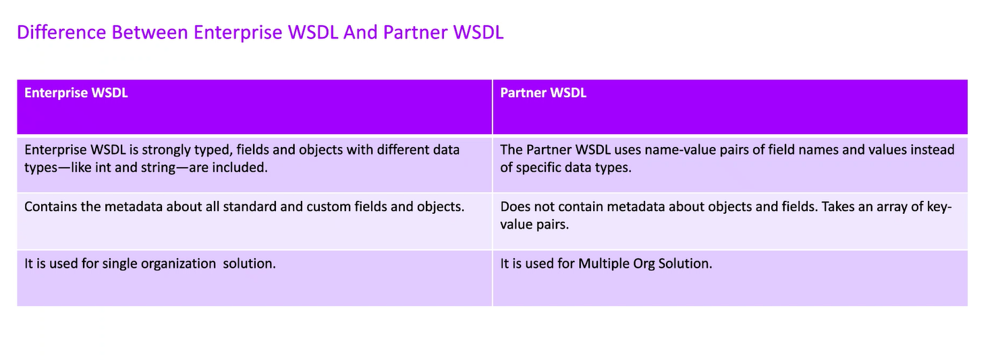 Difference Between Enterprise WSDL And Partner WSDL
Enterprise WSDL
Partner WSDL
Enterprise WSDL is strongly typed, fields and objects with different data
types—like int and string—are included.
The Partner WSDL uses name-value pairs of field names and values instead
of specific data types.
Contains the metadata about all standard and custom fields and objects.
Does not contain metadata about objects and fields. Takes an array of key-
value pairs.
It is used for single organization  solution.
It is used for Multiple Org Solution.